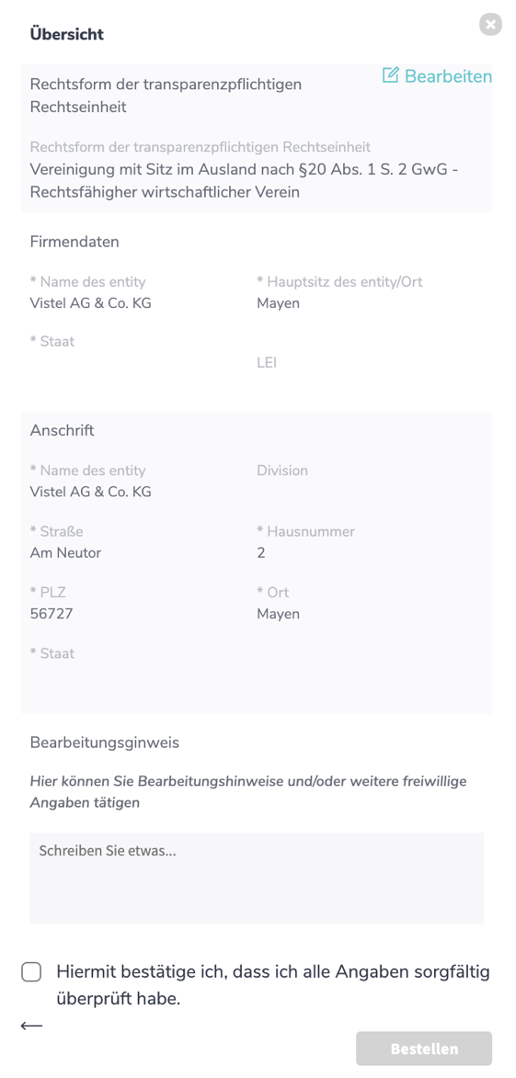 Übersicht
Bearbeiten
Rechtsform der transparenzpflichtigen
Rechtseinheit
Rechtsform der transparenzpflichtigen Rechtseinheit
Vereinigung mit Sitz im Ausland nach §20 Abs. 1 S. 2 GwG -
Rechtsfähigher wirtschaftlicher Verein
Firmendaten
* Name des entity
* Hauptsitz des entity/Ort
Vistel AG & Co. KG
Mayen
* Staat
LEI
Anschrift
* Name des entity
Division
Vistel AG & Co. KG
* Straße
* Hausnummer
Am Neutor
2
* PLZ
* Ort
56727
Mayen
* Staat
Bearbeitungsginweis
Hier können Sie Bearbeitungshinweise und/oder weitere freiwillige
Angaben tätigen
Schreiben Sie etwas...
Hiermit bestätige ich, dass ich alle Angaben sorgfältig
überprüft habe.
Bestellen